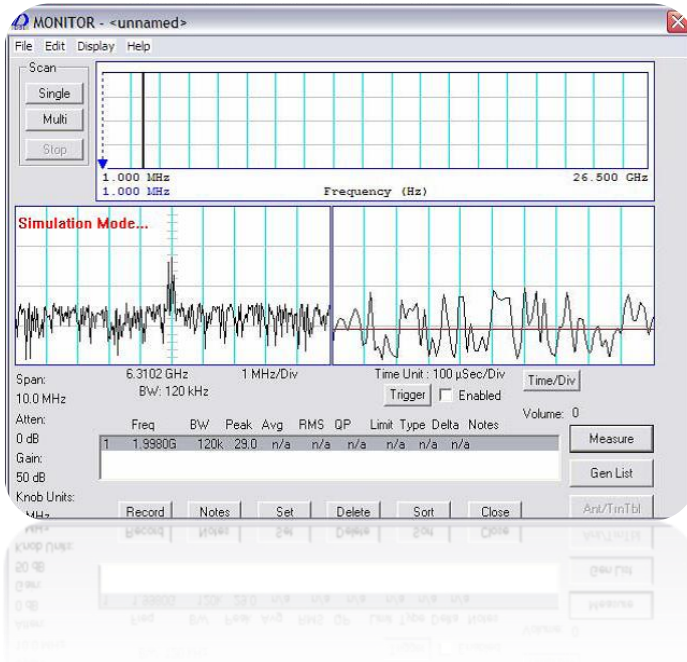 MONITOR - <unnamed>
File Edit Display Help
Scan
Single
Multi
Stop
1.000 MHz 26.500 GHz
1.000 MHz Frequency (Hz)
Simulation Mode...
Span: 6.3102 GHz 1 MHz/Div Time Unit : 100 µSec/Div Time/Div
10.0 MHz BW: 120 kHz Trigger Enabled
Atten: Volume: 0
0 dB Freq BW Peak Avg RMS QP Limit Type Delta Notes
1 1.9980G 120k 29.0 n/a n/a n/a n/a n/a Measure
Gain:
50 dB Gen List
Knob Units:
MHz Record Notes Set Delete Sort Close Ant/TrnTbl